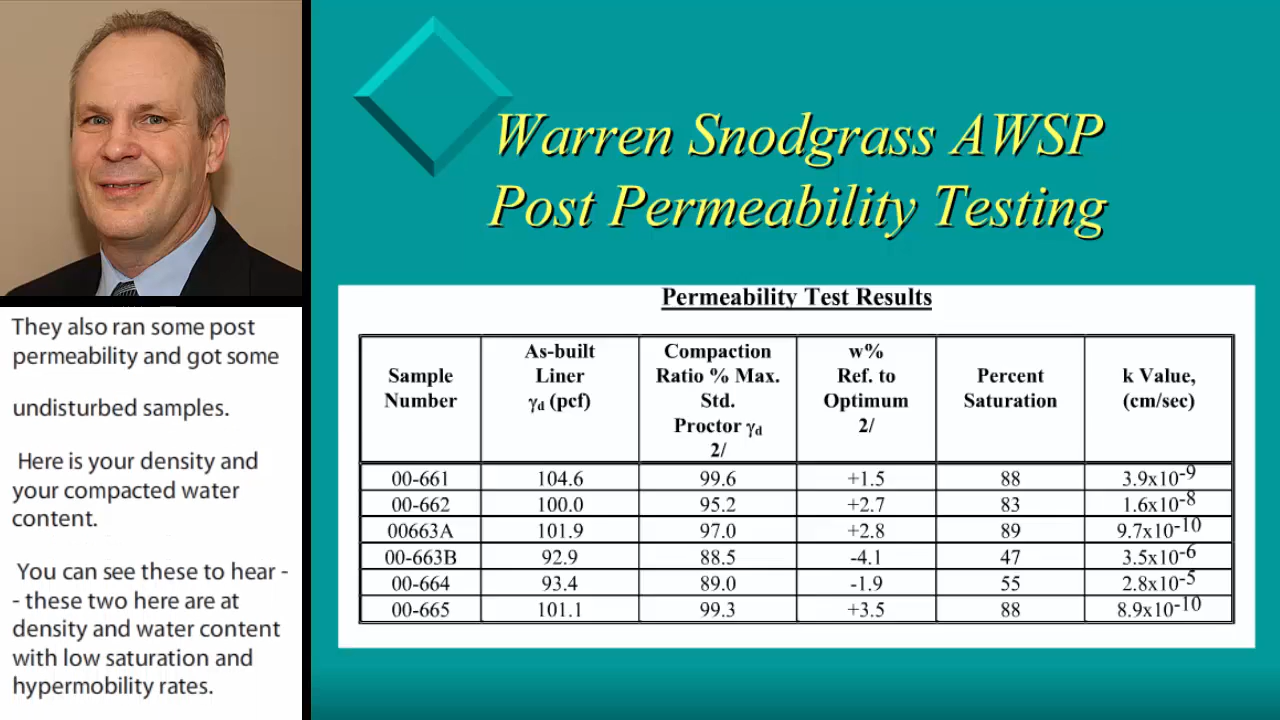 Warren Snodgrass AWSP
Post Permeability Testing
They also ran some post
permeability and got some
undisturbed samples.
Here is your density and
your compacted water
content.
You can see these to hear -
- these two here are at
density and water content
with low saturation and
hypermobility rates.
Permeability Test Results
Sample Number | As-built Liner γd (pcf) | Compaction Ratio % Max. Std. Proctor γd 2/ | w% Ref. to Optimum 2/ | Percent Saturation | k Value, (cm/sec)
00-661 | 104.6 | 99.6 | +1.5 | 88 | 3.9x10-9
00-662 | 100.0 | 95.2 | +2.7 | 83 | 1.6x10-8
00663A | 101.9 | 97.0 | +2.8 | 89 | 9.7x10-10
00-663B | 92.9 | 88.5 | -4.1 | 47 | 3.5x10-6
00-664 | 93.4 | 89.0 | -1.9 | 55 | 2.8x10-5
00-665 | 101.1 | 99.3 | +3.5 | 88 | 8.9x10-10